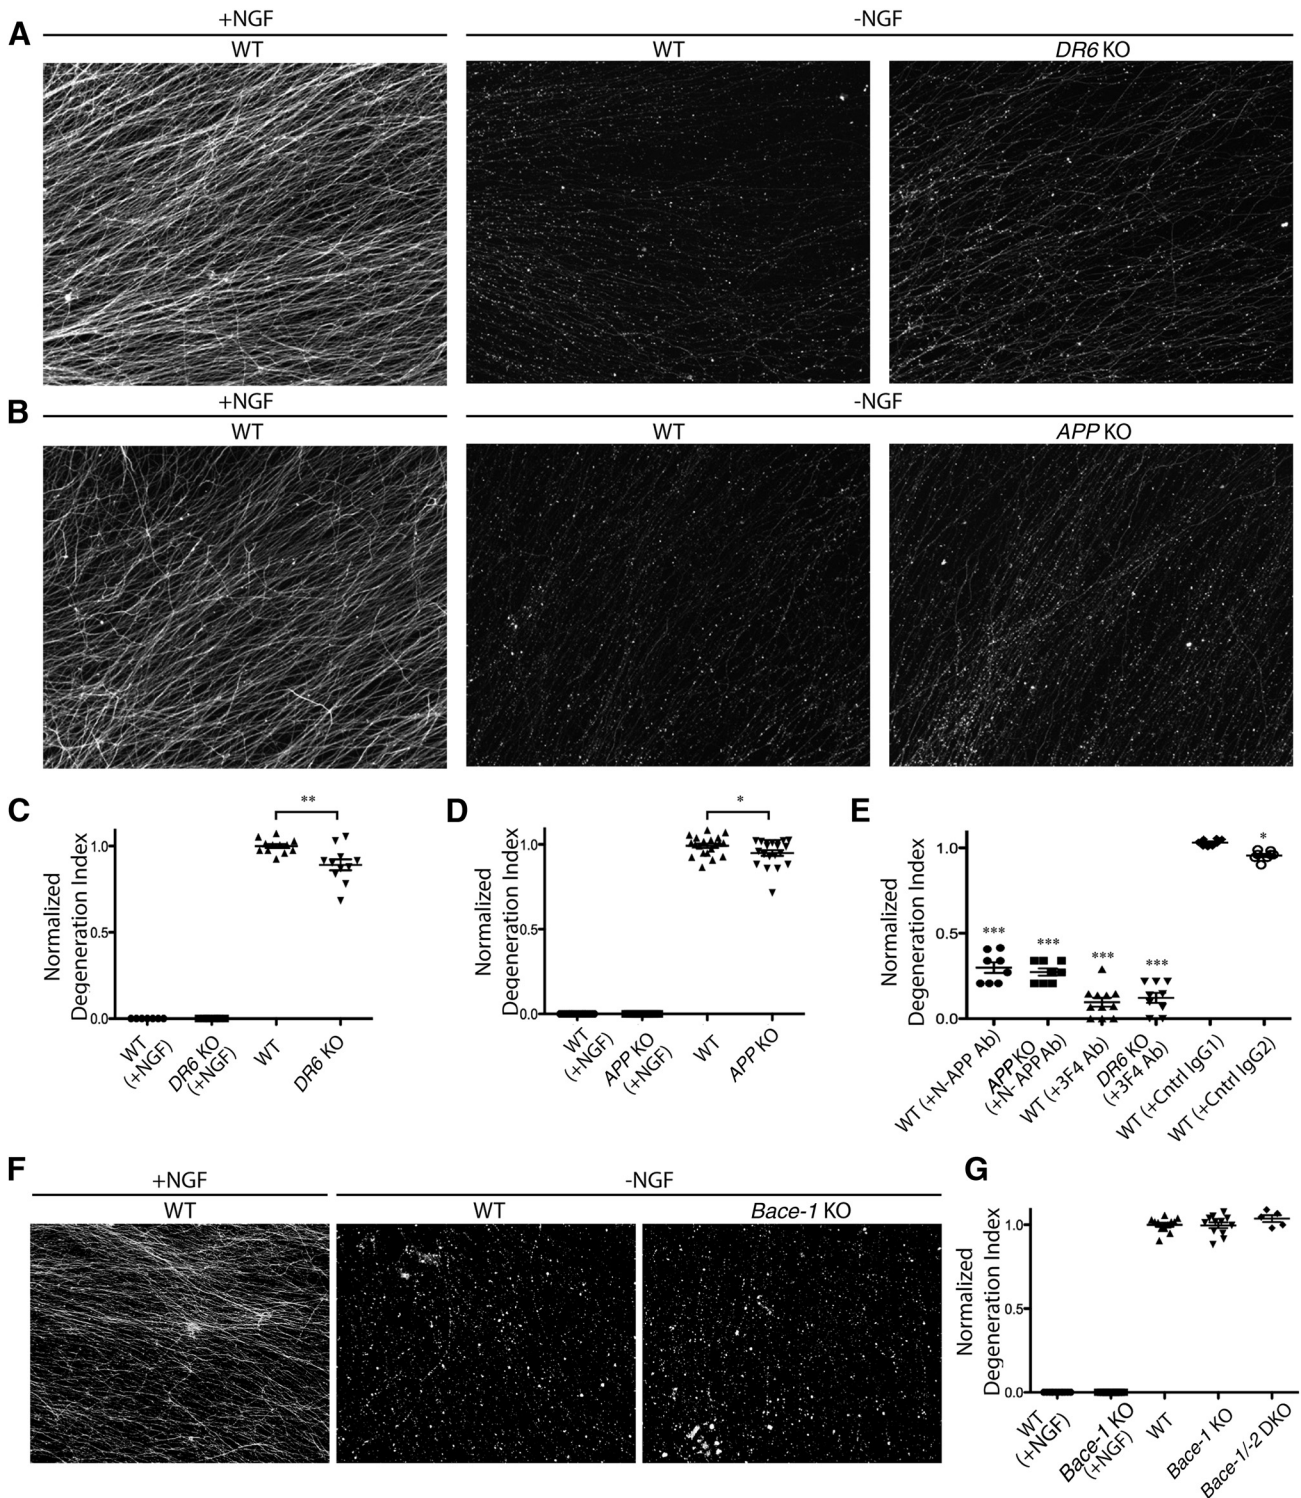 A
+NGF
-NGF
WT
WT
DR6 KO
B
+NGF
-NGF
WT
WT
APP KO
C
Normalized
Degeneration Index
1.0
0.5
0.0
**
WT
(+NGF)
DR6 KO
(+NGF)
WT
DR6 KO
D
Normalized
Degeneration Index
1.0
0.5
0.0
*
WT
(+NGF)
APP KO
(+NGF)
WT
APP KO
E
Normalized
Degeneration Index
1.0
0.5
0.0
***
***
***
***
*
WT (+N-APP Ab)
APP KO
(+N- APP Ab)
WT (+3F4 Ab)
DR6 KO
(+3F4 Ab)
WT (+Cntrl IgG1)
WT (+Cntrl IgG2)
F
+NGF
-NGF
WT
WT
Bace-1 KO
G
Normalized
Degeneration Index
1.0
0.5
0.0
WT
(+NGF)
Bace-1 KO
(+NGF)
WT
Bace-1 KO
Bace-1/-2 DKO